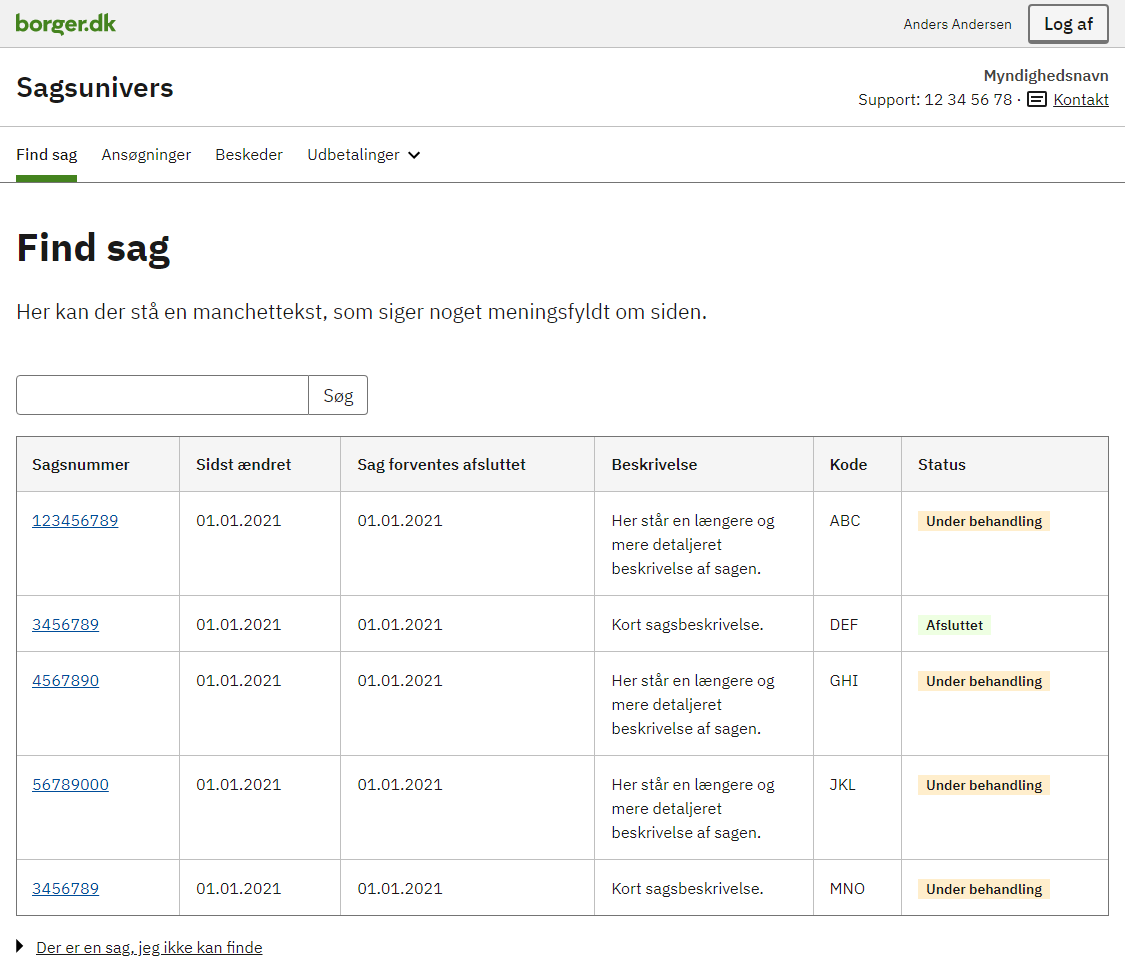 borger.dk
Anders Andersen
Log af
Sagsunivers
Myndighedsnavn
Support: 12 34 56 78 · Kontakt
Find sag Ansøgninger Beskeder Udbetalinger
Find sag
Her kan der stå en manchettekst, som siger noget meningsfyldt om siden.
Søg
Sagsnummer Sidst ændret Sag forventes afsluttet Beskrivelse Kode Status
123456789 01.01.2021 01.01.2021 Her står en længere og ABC Under behandling
mere detaljeret
beskrivelse af sagen.
3456789 01.01.2021 01.01.2021 Kort sagsbeskrivelse. DEF Afsluttet
4567890 01.01.2021 01.01.2021 Her står en længere og GHI Under behandling
mere detaljeret
beskrivelse af sagen.
56789000 01.01.2021 01.01.2021 Her står en længere og JKL Under behandling
mere detaljeret
beskrivelse af sagen.
3456789 01.01.2021 01.01.2021 Kort sagsbeskrivelse. MNO Under behandling
Der er en sag, jeg ikke kan finde